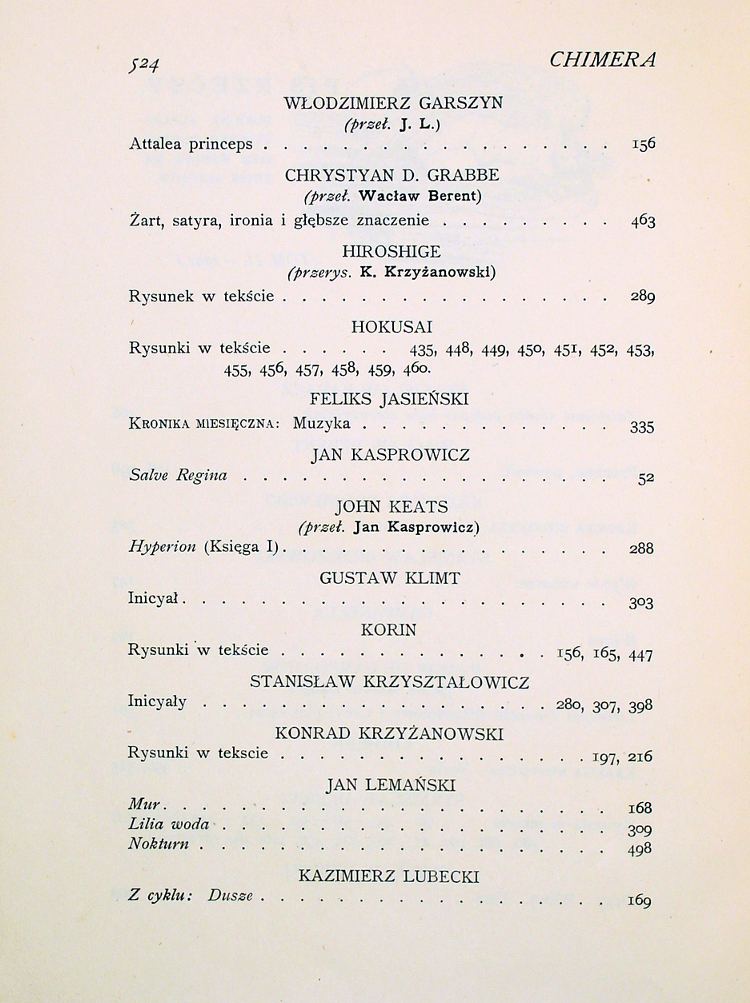 524 CHIMERA
WŁODZIMIERZ GARSZYN
(przeł. J. L.)
Attalea princeps . . . . . . . . . . . . . . . . . . 156
CHRYSTYAN D. GRABBE
(przeł. Wacław Berent)
Żart, satyra, ironia i głębsze znaczenie . . . . . . . . . 463
HIROSHIGE
(przerys. K. Krzyżanowski)
Rysunek w tekście . . . . . . . . . . . . . . . . . 289
HOKUSAI
Rysunki w tekście . . . . . . 435, 448, 449, 450, 451, 452, 453,
455, 456, 457, 458, 459, 460.
FELIKS JASIEŃSKI
KRONIKA MIESIĘCZNA: Muzyka . . . . . . . . . . . . . 335
JAN KASPROWICZ
Salve Regina . . . . . . . . . . . . . . . . . . . 52
JOHN KEATS
(przeł. Jan Kasprowicz)
Hyperion (Księga I) . . . . . . . . . . . . . . . . . 288
GUSTAW KLIMT
Inicyał . . . . . . . . . . . . . . . . . . . . . . 303
KORIN
Rysunki w tekście . . . . . . . . . . . . . . 156, 165, 447
STANISŁAW KRZYSZTAŁOWICZ
Inicyały . . . . . . . . . . . . . . . . . . 280, 307, 398
KONRAD KRZYŻANOWSKI
Rysunki w tekscie . . . . . . . . . . . . . . . . 197, 216
JAN LEMAŃSKI
Mur . . . . . . . . . . . . . . . . . . . . . . . 168
Lilia woda . . . . . . . . . . . . . . . . . . . . 309
Nokturn . . . . . . . . . . . . . . . . . . . . . 498
KAZIMIERZ LUBECKI
Z cyklu: Dusze . . . . . . . . . . . . . . . . . . 169